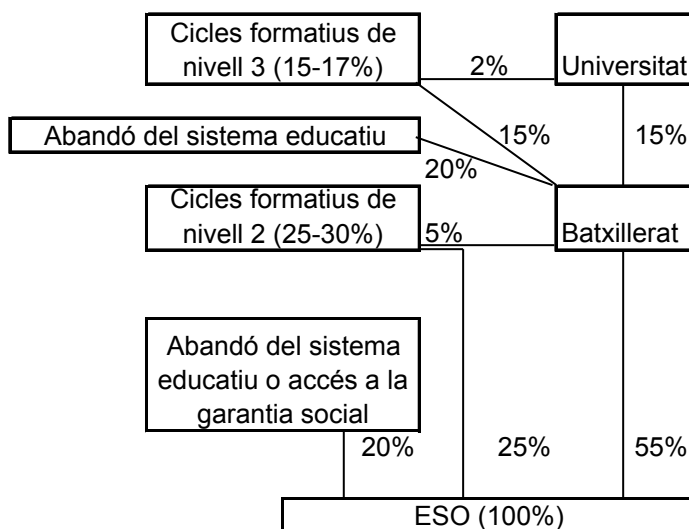 Cicles formatius de
nivell 3 (15-17%)
2%
Universitat
Abandó del sistema educatiu
15%
15%
20%
Cicles formatius de
nivell 2 (25-30%)
5%
Batxillerat
Abandó del sistema
educatiu o accés a la
garantia social
20%
25%
55%
ESO (100%)